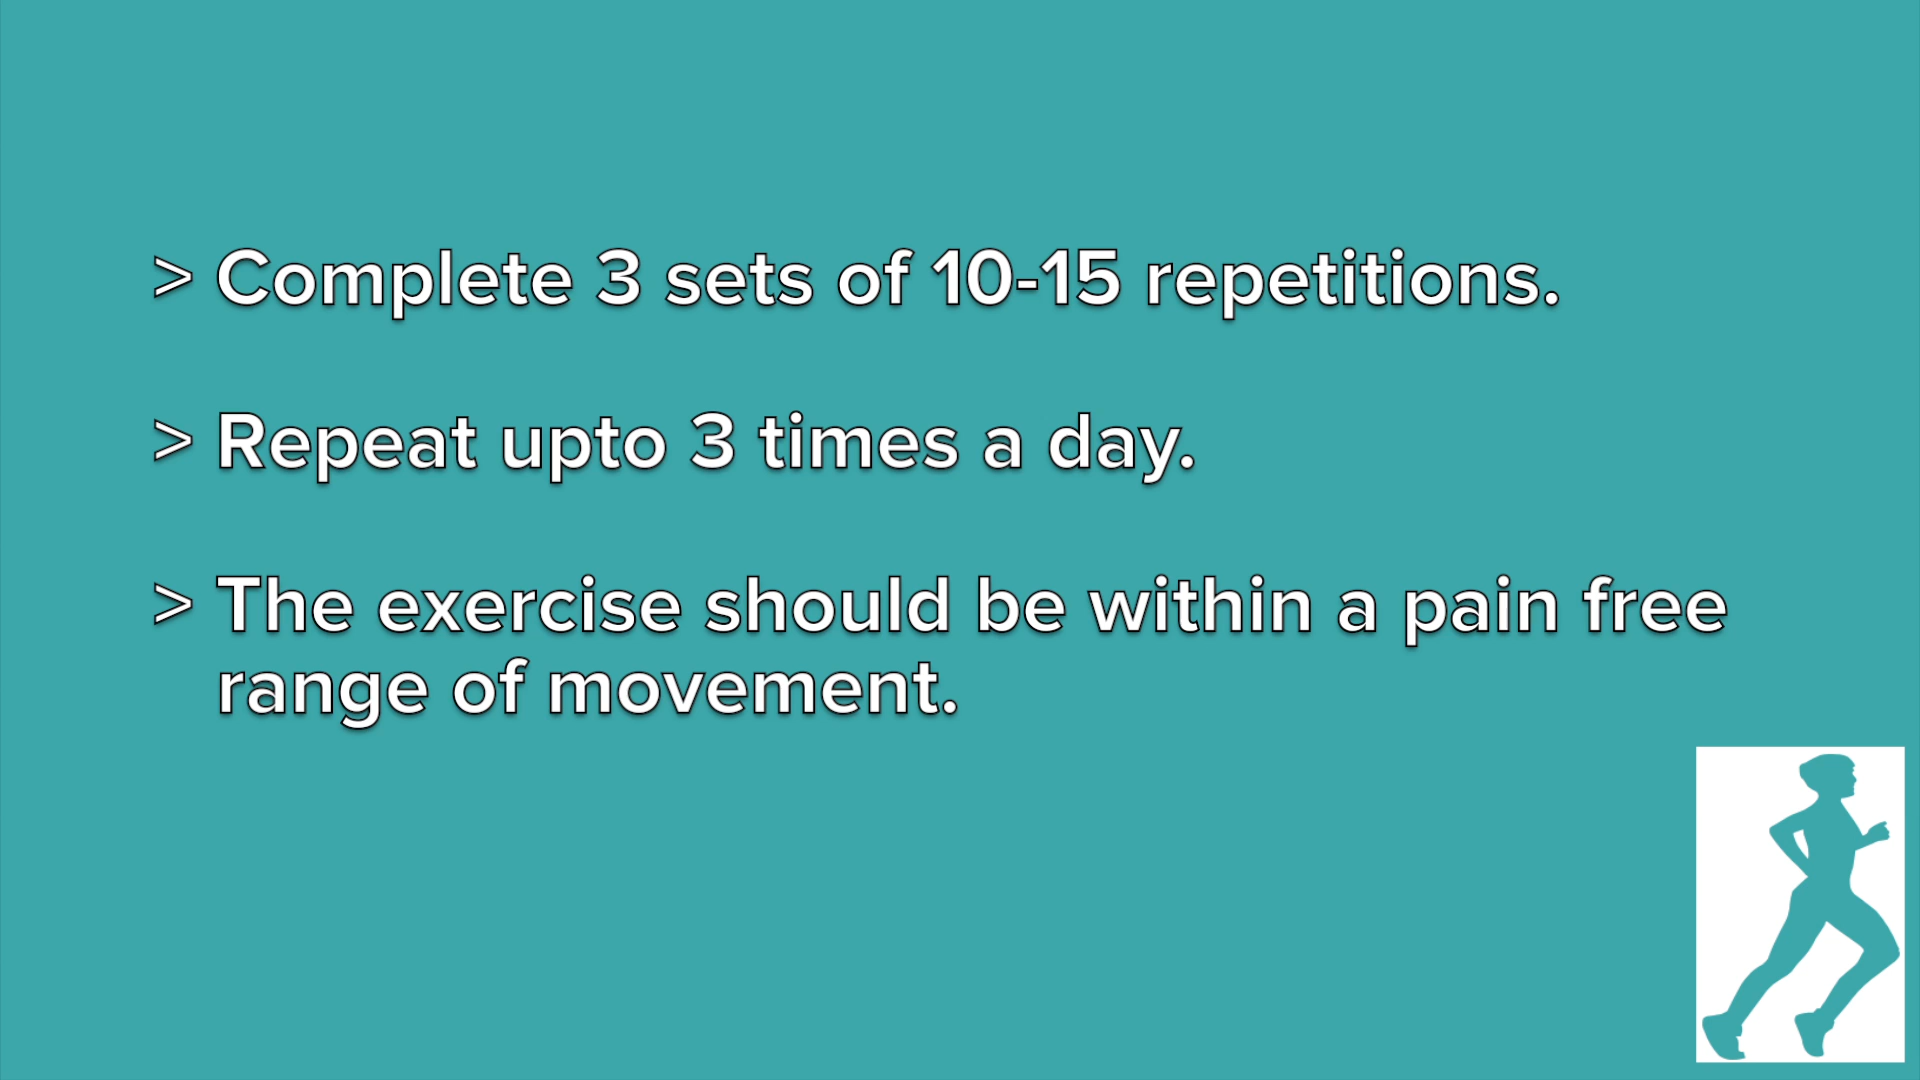 > Complete 3 sets of 10-15 repetitions.
> Repeat upto 3 times a day.
> The exercise should be within a pain free
range of movement.